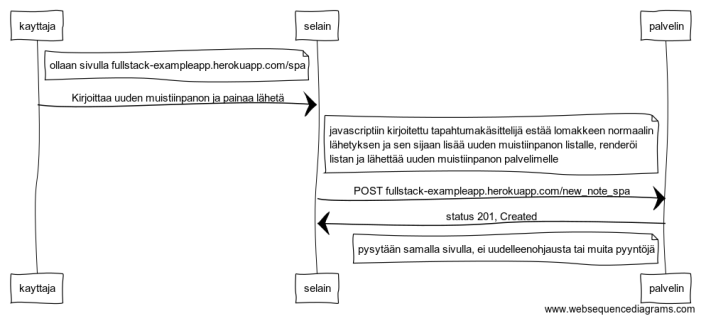 kayttaja selain palvelin
ollaan sivulla fullstack-exampleapp.herokuapp.com/spa
Kirjoittaa uuden muistiinpanon ja painaa lähetä
javascriptiin kirjoitettu tapahtumakäsittelijä estää lomakkeen normaalin
lähetyksen ja sen sijaan lisää uuden muistiinpanon listalle, renderöi
listan ja lähettää uuden muistiinpanon palvelimelle
POST fullstack-exampleapp.herokuapp.com/new_note_spa
status 201, Created
pysytään samalla sivulla, ei uudelleenohjausta tai muita pyyntöjä
kayttaja selain palvelin
www.websequencediagrams.com